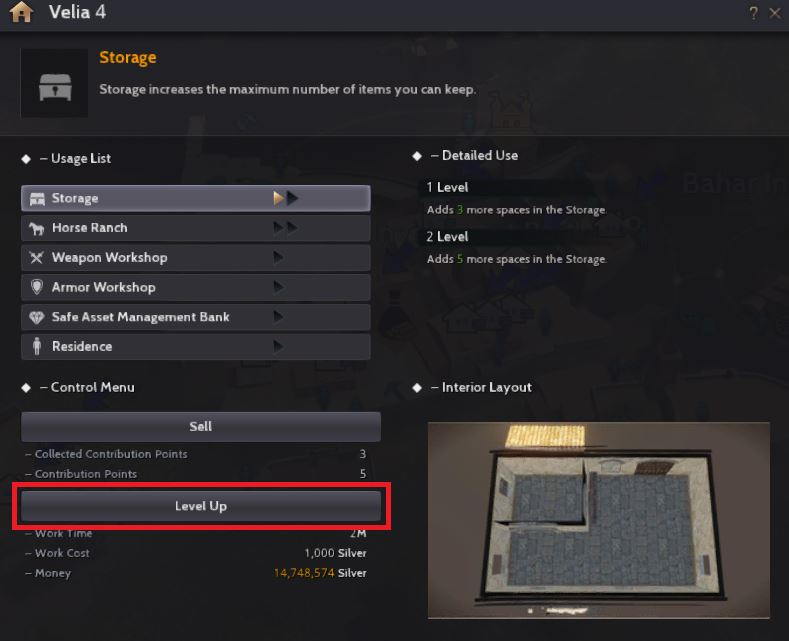 Velia 4
? ×
Storage
Storage increases the maximum number of items you can keep.
– Usage List
Storage
Horse Ranch
Weapon Workshop
Armor Workshop
Safe Asset Management Bank
Residence
– Detailed Use
1 Level
Adds 3 more spaces in the Storage.
2 Level
Adds 5 more spaces in the Storage.
– Control Menu
Sell
– Collected Contribution Points 3
– Contribution Points 5
Level Up
– Work Time 2M
– Work Cost 1,000 Silver
– Money 14,748,574 Silver
– Interior Layout